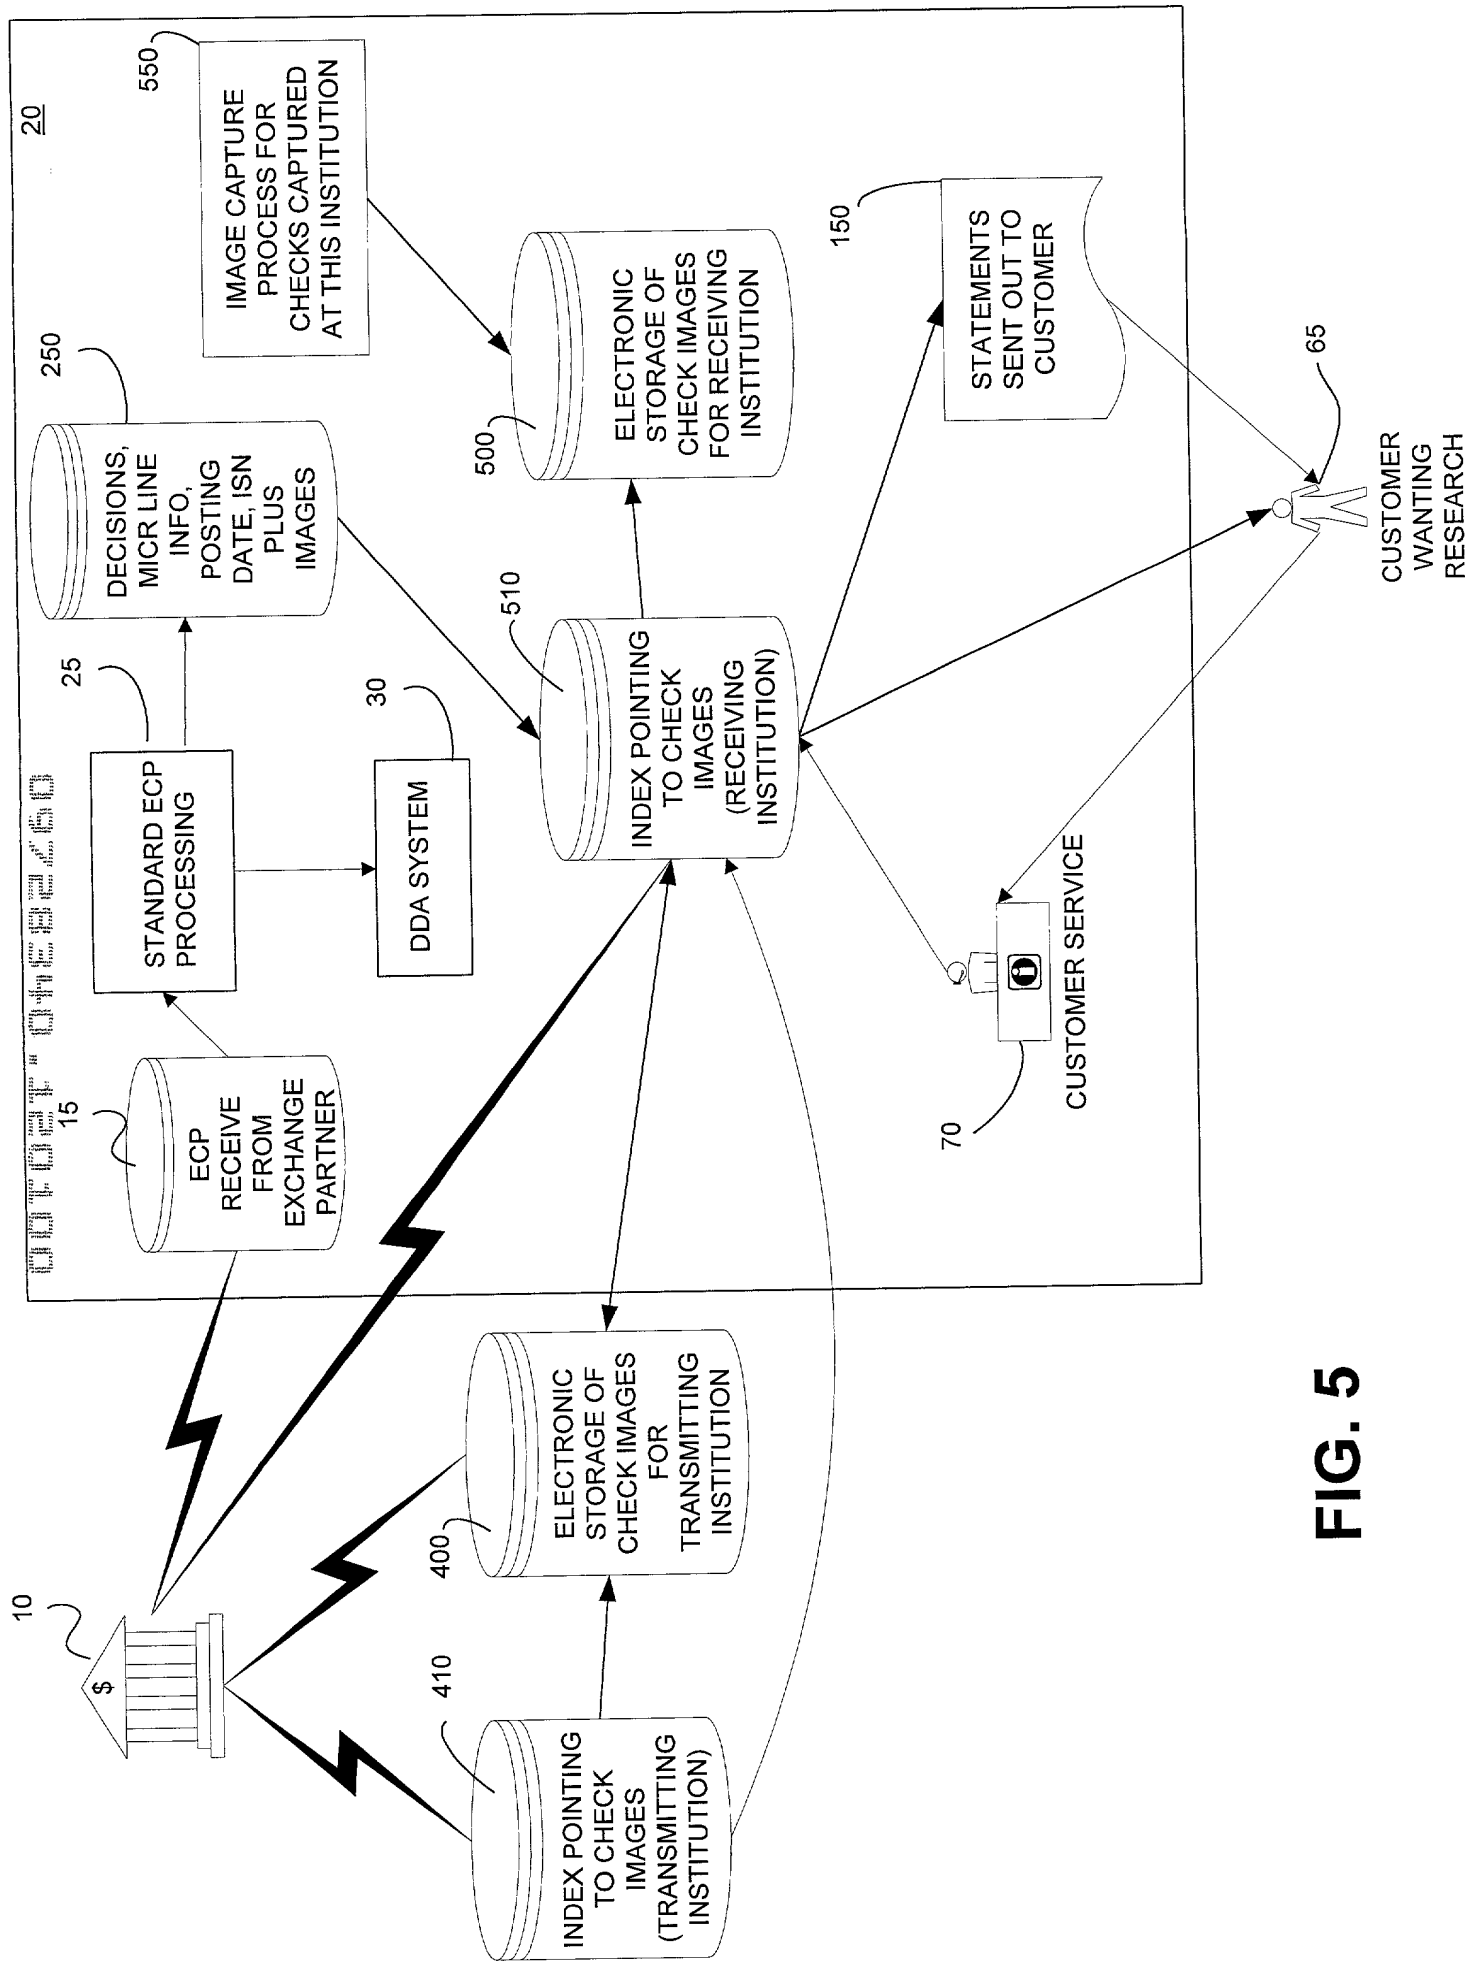 20
550
IMAGE CAPTURE
PROCESS FOR
CHECKS CAPTURED
AT THIS INSTITUTION
250
DECISIONS,
MICR LINE
INFO,
POSTING
DATE, ISN
PLUS
IMAGES
25
STANDARD ECP
PROCESSING
30
DDA SYSTEM
15
ECP
RECEIVE
FROM
EXCHANGE
PARTNER
10
$
500
ELECTRONIC
STORAGE OF
CHECK IMAGES
FOR RECEIVING
INSTITUTION
510
INDEX POINTING
TO CHECK
IMAGES
(RECEIVING
INSTITUTION)
400
ELECTRONIC
STORAGE OF
CHECK IMAGES
FOR
TRANSMITTING
INSTITUTION
410
INDEX POINTING
TO CHECK
IMAGES
(TRANSMITTING
INSTITUTION)
150
STATEMENTS
SENT OUT TO
CUSTOMER
65
CUSTOMER
WANTING
RESEARCH
70
i
CUSTOMER SERVICE
FIG. 5